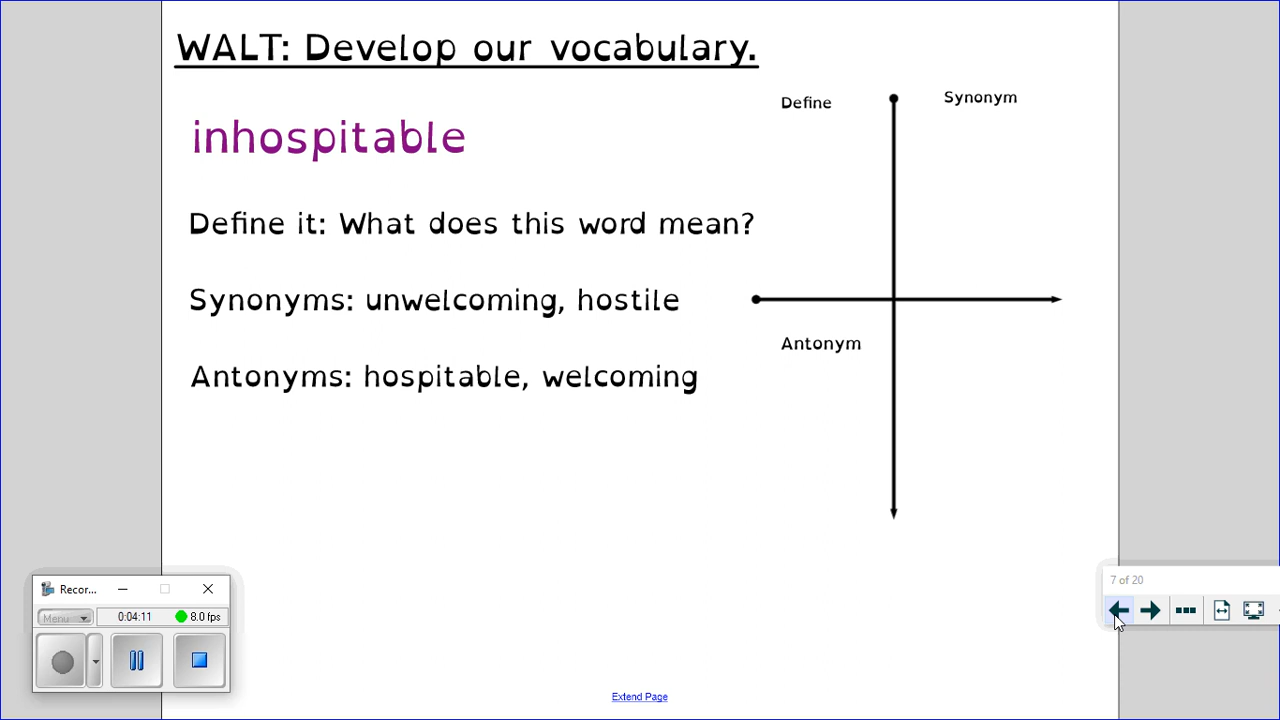 WALT: Develop our vocabulary.
Define
Synonym
inhospitable
Define it: What does this word mean?
Synonyms: unwelcoming, hostile
Antonym
Antonyms: hospitable, welcoming
7 of 20
Recor...
Menu
0:04:11
8.0 fps
Extend Page